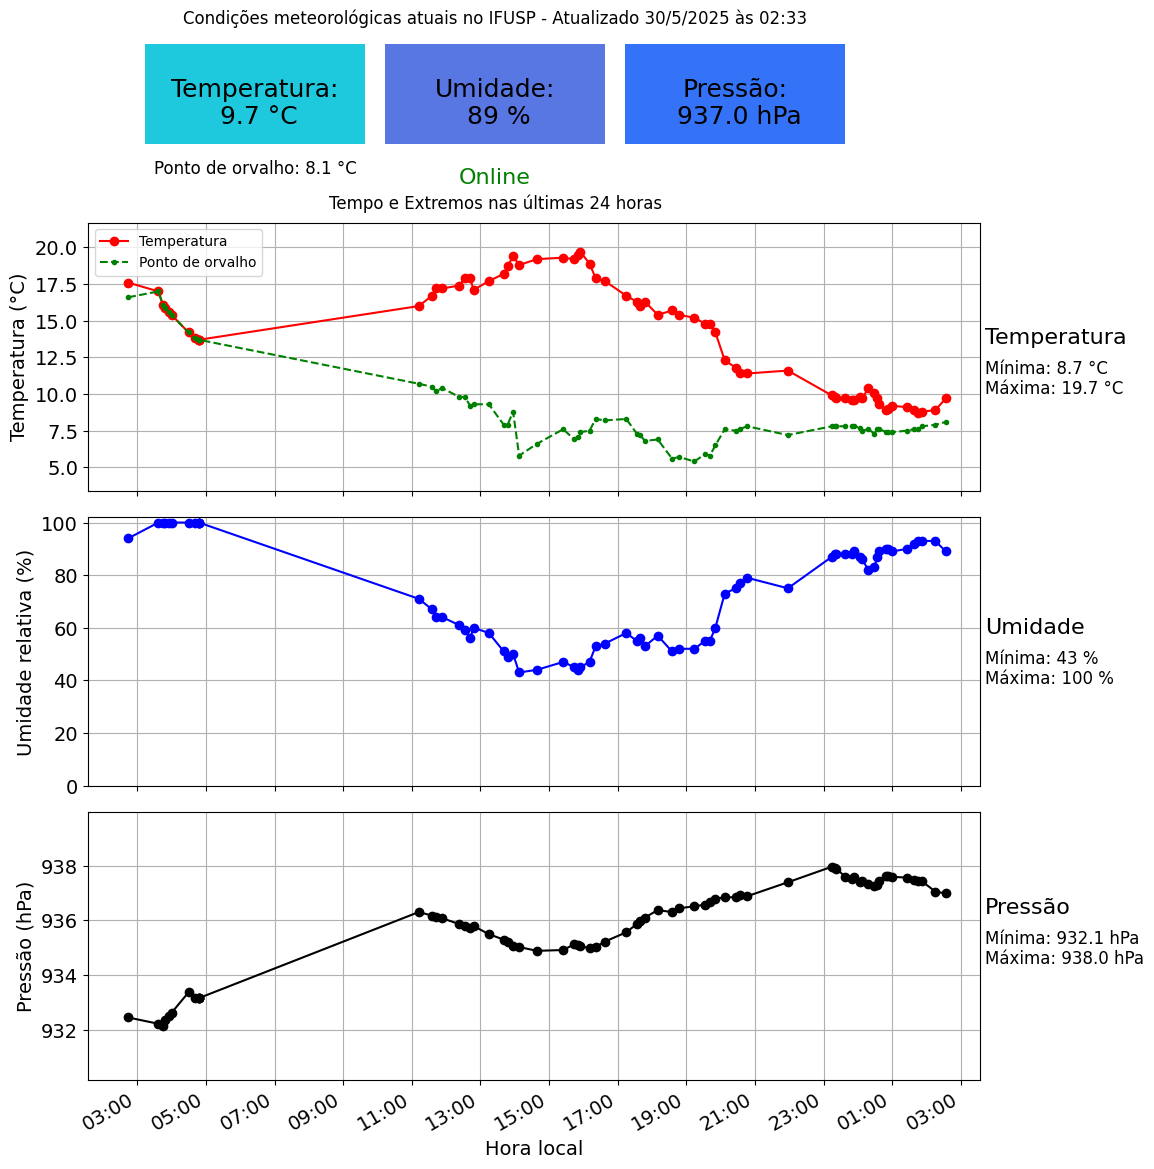 Condições meteorológicas atuais no IFUSP - Atualizado 30/5/2025 às 02:33
Temperatura:
9.7 °C
Umidade:
89 %
Pressão:
937.0 hPa
Ponto de orvalho: 8.1 °C
Online
Tempo e Extremos nas últimas 24 horas
Temperatura (°C)
20.0
17.5
15.0
12.5
10.0
7.5
5.0
Temperatura
Ponto de orvalho
Temperatura
Mínima: 8.7 °C
Máxima: 19.7 °C
Umidade relativa (%)
100
80
60
40
20
0
Umidade
Mínima: 43 %
Máxima: 100 %
Pressão (hPa)
938
936
934
932
Pressão
Mínima: 932.1 hPa
Máxima: 938.0 hPa
03:00 05:00 07:00 09:00 11:00 13:00 15:00 17:00 19:00 21:00 23:00 01:00 03:00
Hora local